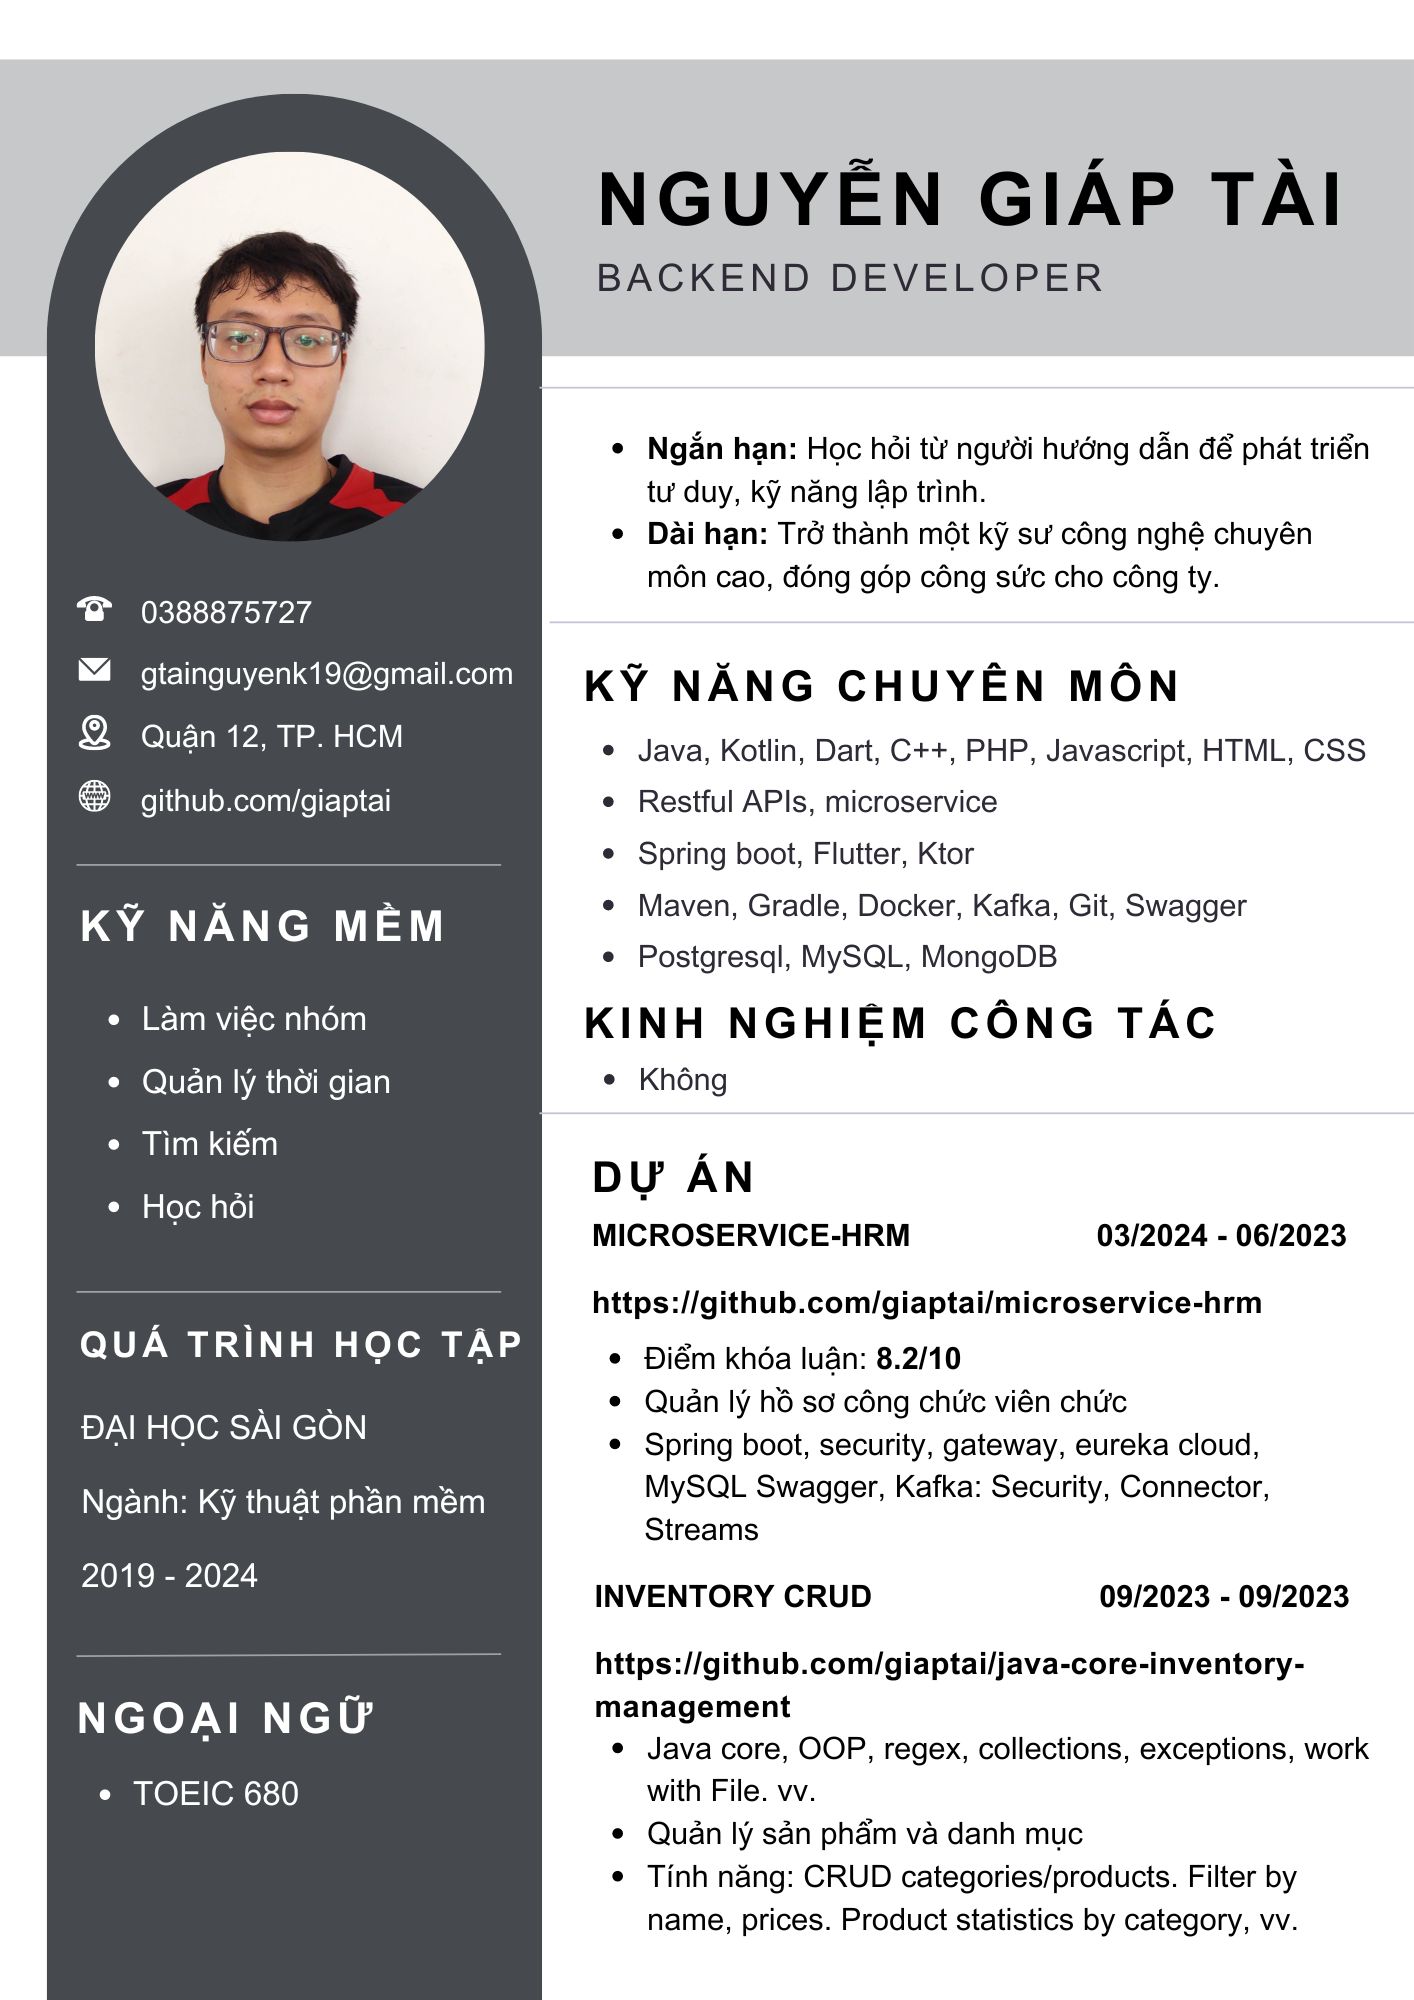 NGUYỄN GIÁP TÀI
BACKEND DEVELOPER
0388875727
gtainguyenk19@gmail.com
Quận 12, TP. HCM
github.com/giaptai
KỸ NĂNG MỀM
Làm việc nhóm
Quản lý thời gian
Tìm kiếm
Học hỏi
QUÁ TRÌNH HỌC TẬP
ĐẠI HỌC SÀI GÒN
Ngành: Kỹ thuật phần mềm
2019 - 2024
NGOẠI NGỮ
TOEIC 680
Ngắn hạn: Học hỏi từ người hướng dẫn để phát triển
tư duy, kỹ năng lập trình.
Dài hạn: Trở thành một kỹ sư công nghệ chuyên
môn cao, đóng góp công sức cho công ty.
KỸ NĂNG CHUYÊN MÔN
Java, Kotlin, Dart, C++, PHP, Javascript, HTML, CSS
Restful APIs, microservice
Spring boot, Flutter, Ktor
Maven, Gradle, Docker, Kafka, Git, Swagger
Postgresql, MySQL, MongoDB
KINH NGHIỆM CÔNG TÁC
Không
DỰ ÁN
MICROSERVICE-HRM 03/2024 - 06/2023
https://github.com/giaptai/microservice-hrm
Điểm khóa luận: 8.2/10
Quản lý hồ sơ công chức viên chức
Spring boot, security, gateway, eureka cloud,
MySQL Swagger, Kafka: Security, Connector,
Streams
INVENTORY CRUD 09/2023 - 09/2023
https://github.com/giaptai/java-core-inventory-
management
Java core, OOP, regex, collections, exceptions, work
with File. vv.
Quản lý sản phẩm và danh mục
Tính năng: CRUD categories/products. Filter by
name, prices. Product statistics by category, vv.